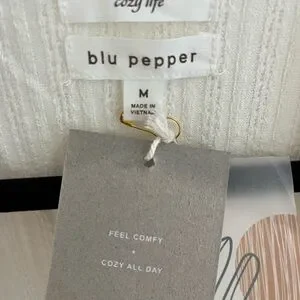 cozy life
blu pepper
M
MADE IN
VIETNAM
FEEL COMFY
+
COZY ALL DAY